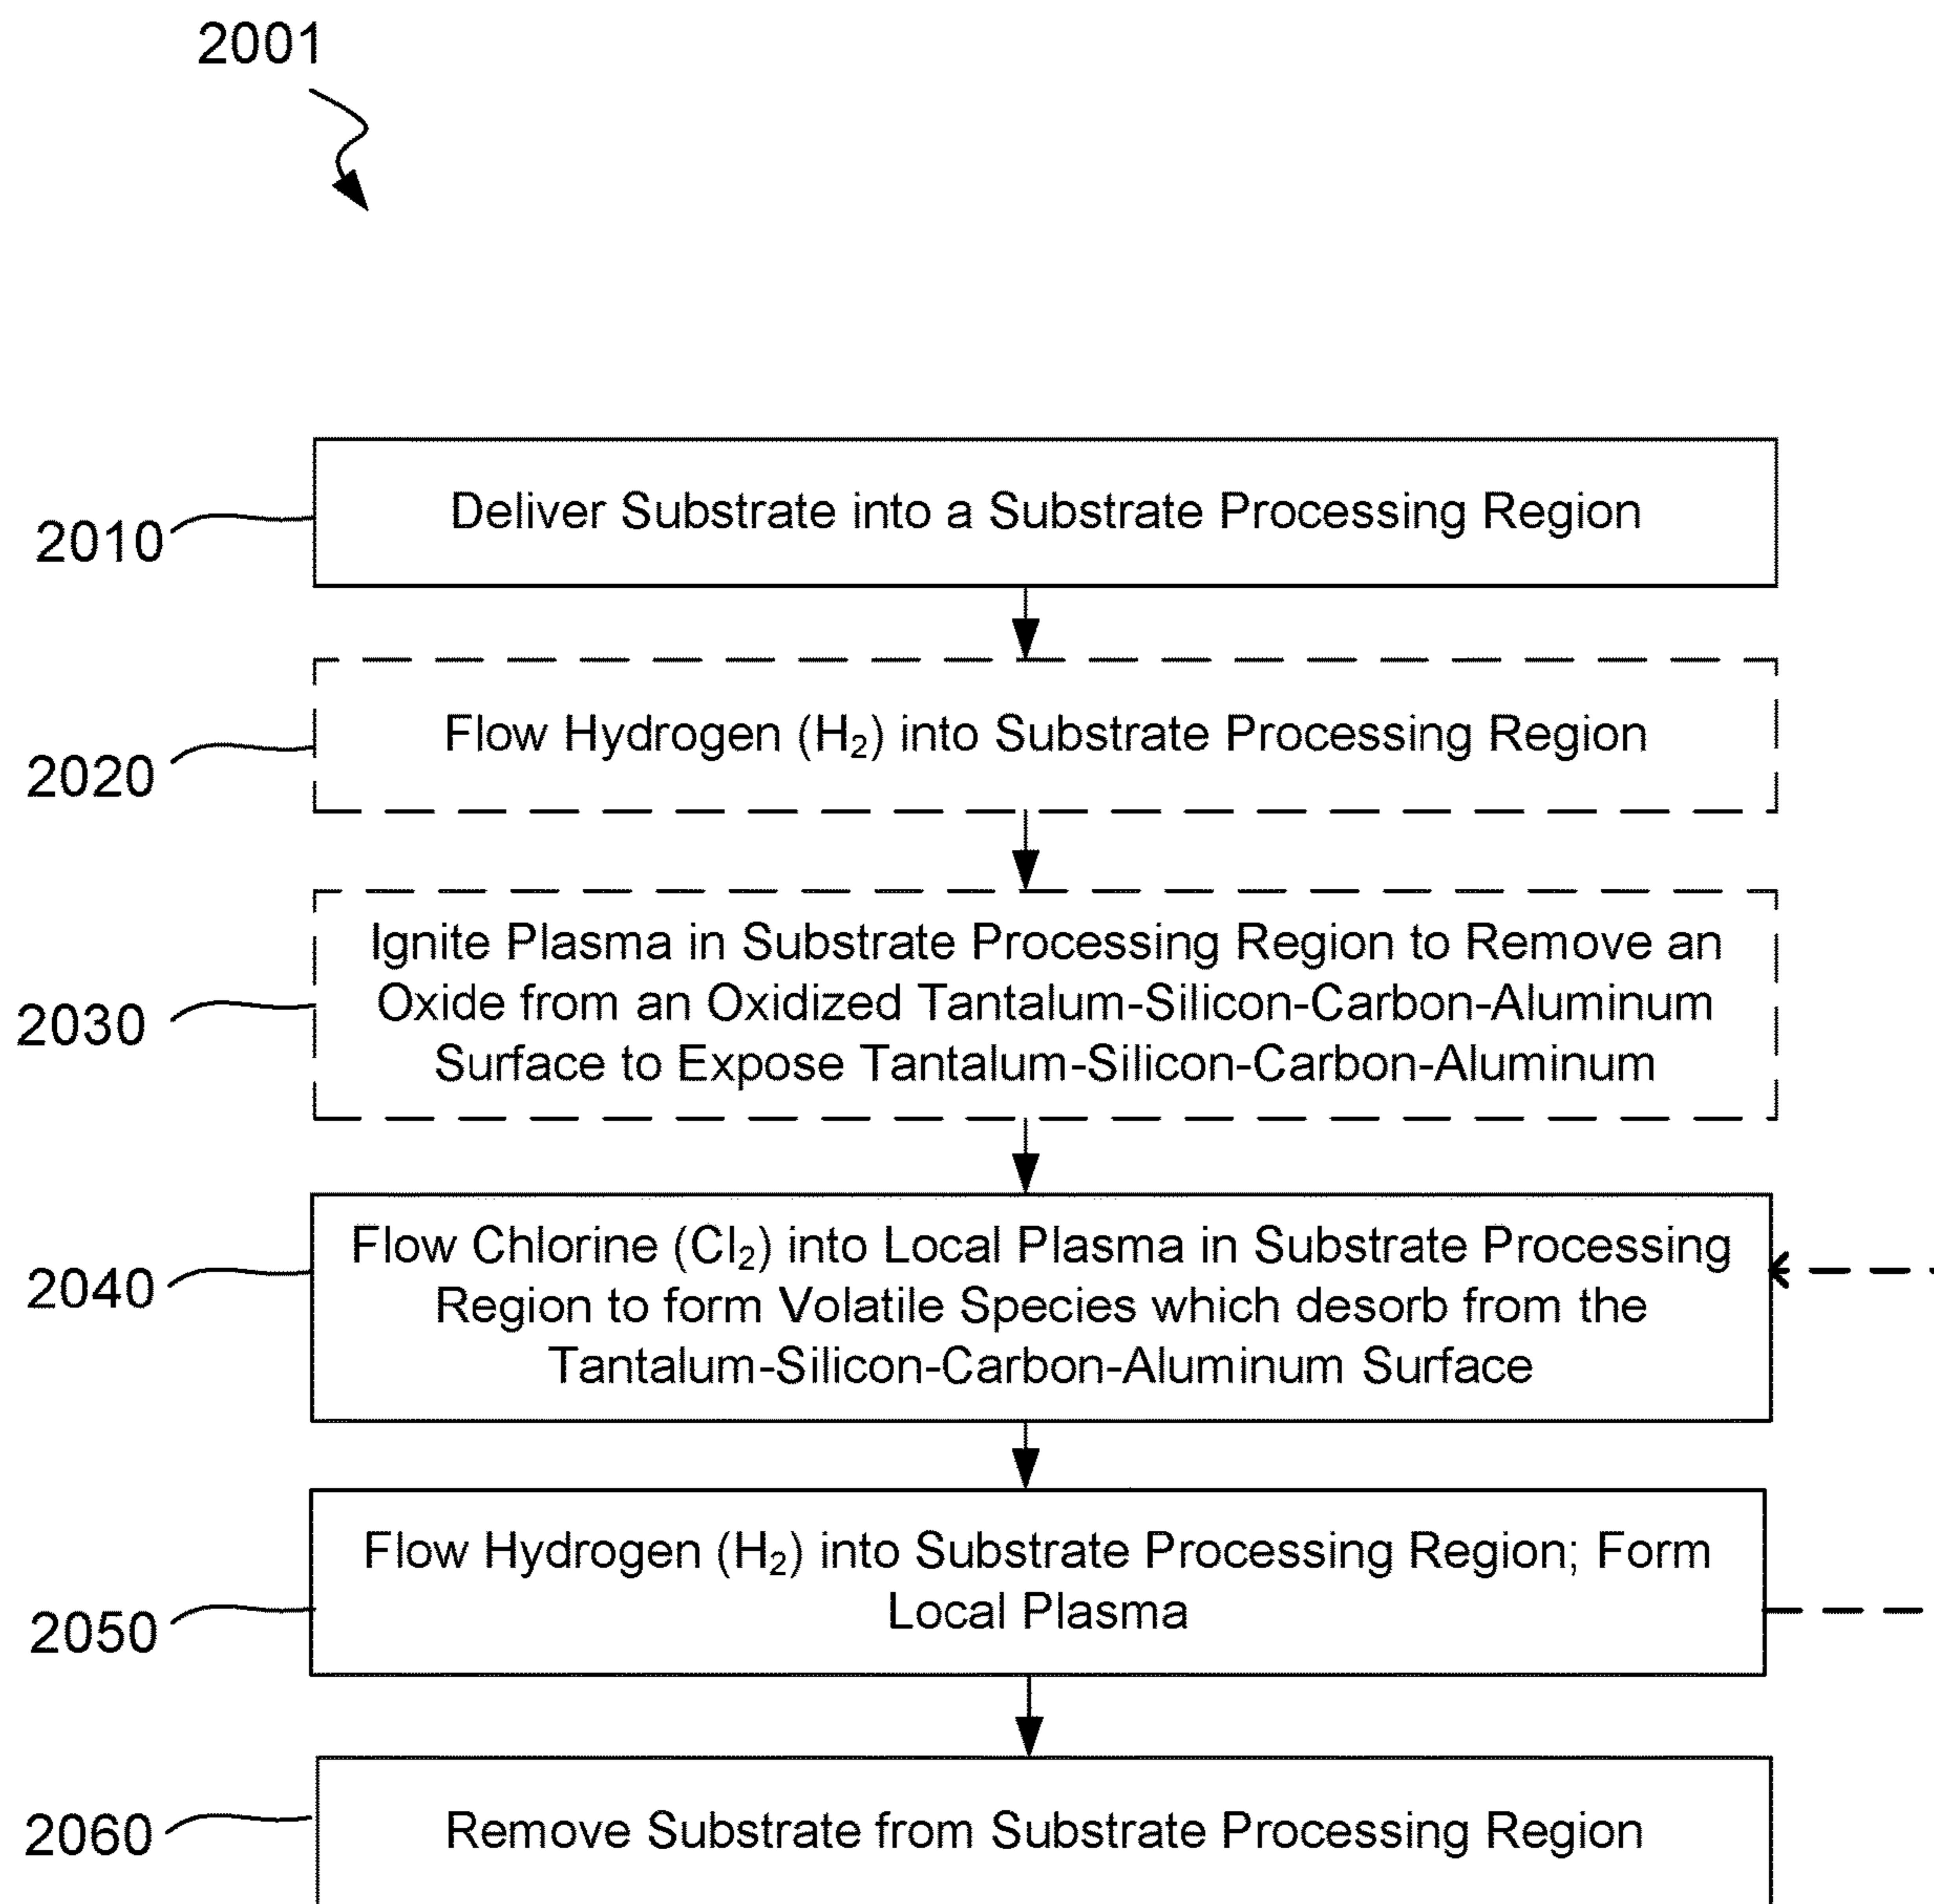 2001
2010
Deliver Substrate into a Substrate Processing Region
2020
Flow Hydrogen (H₂) into Substrate Processing Region
2030
Ignite Plasma in Substrate Processing Region to Remove an
Oxide from an Oxidized Tantalum-Silicon-Carbon-Aluminum
Surface to Expose Tantalum-Silicon-Carbon-Aluminum
2040
Flow Chlorine (Cl₂) into Local Plasma in Substrate Processing
Region to form Volatile Species which desorb from the
Tantalum-Silicon-Carbon-Aluminum Surface
2050
Flow Hydrogen (H₂) into Substrate Processing Region; Form
Local Plasma
2060
Remove Substrate from Substrate Processing Region